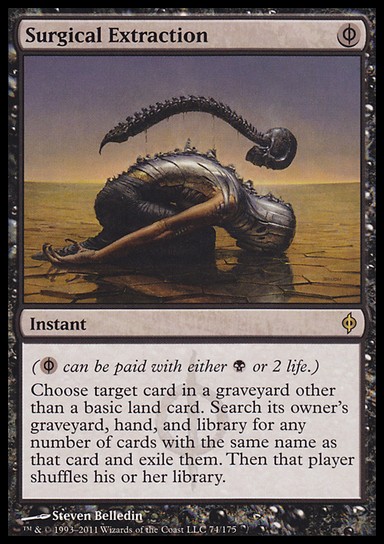 Surgical Extraction
Instant
( can be paid with either or 2 life.)
Choose target card in a graveyard other
than a basic land card. Search its owner's
graveyard, hand, and library for any
number of cards with the same name as
that card and exile them. Then that player
shuffles his or her library.
Steven Belledin
™ & © 1993–2011 Wizards of the Coast LLC 74/175